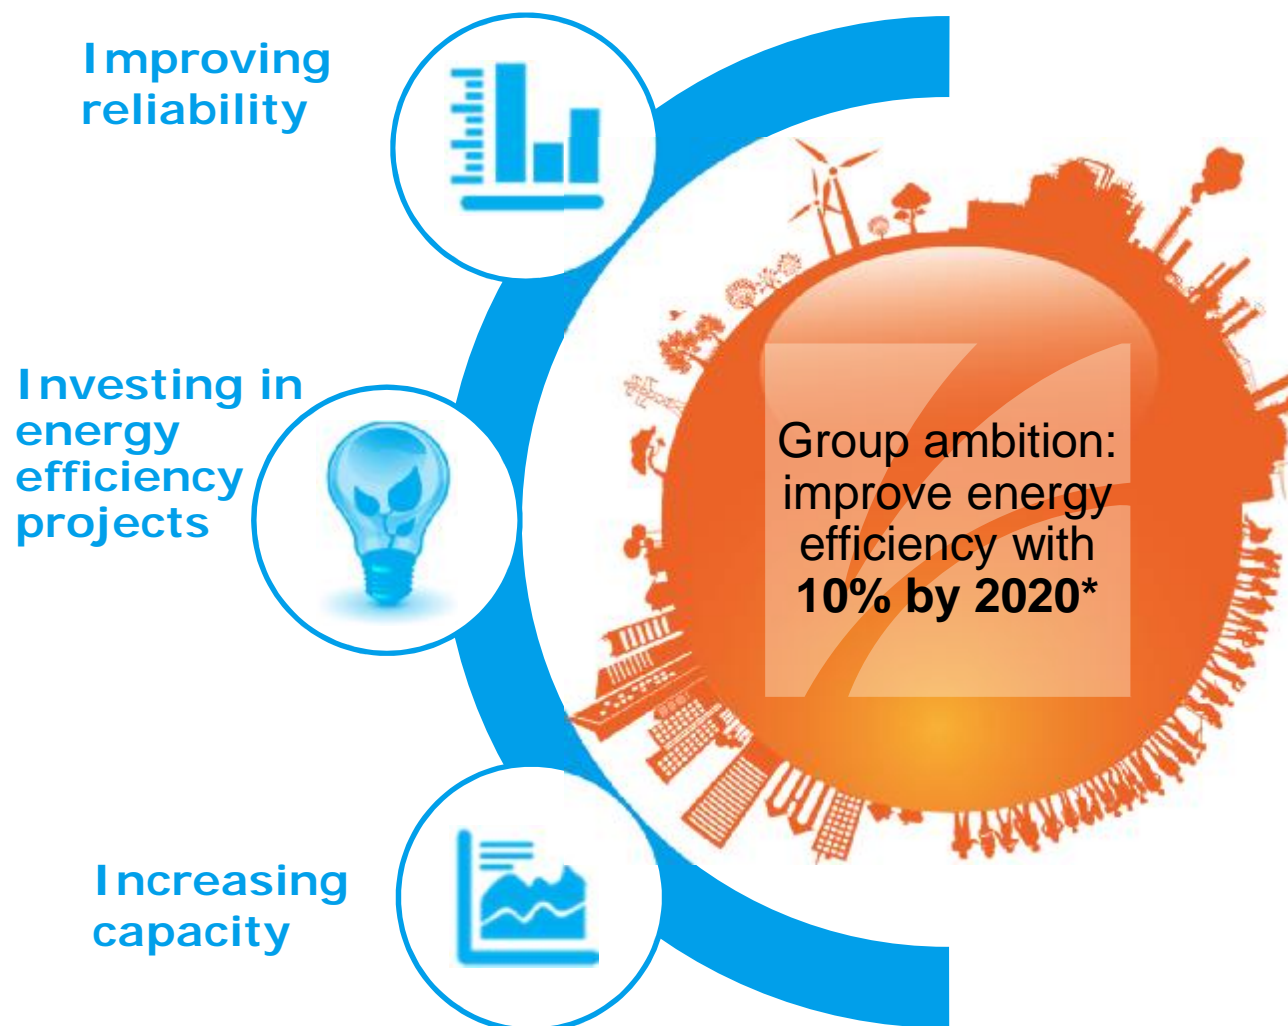 Improving
reliability
Investing in
energy
efficiency
projects
Increasing
capacity
Group ambition:
improve energy
efficiency with
10% by 2020*